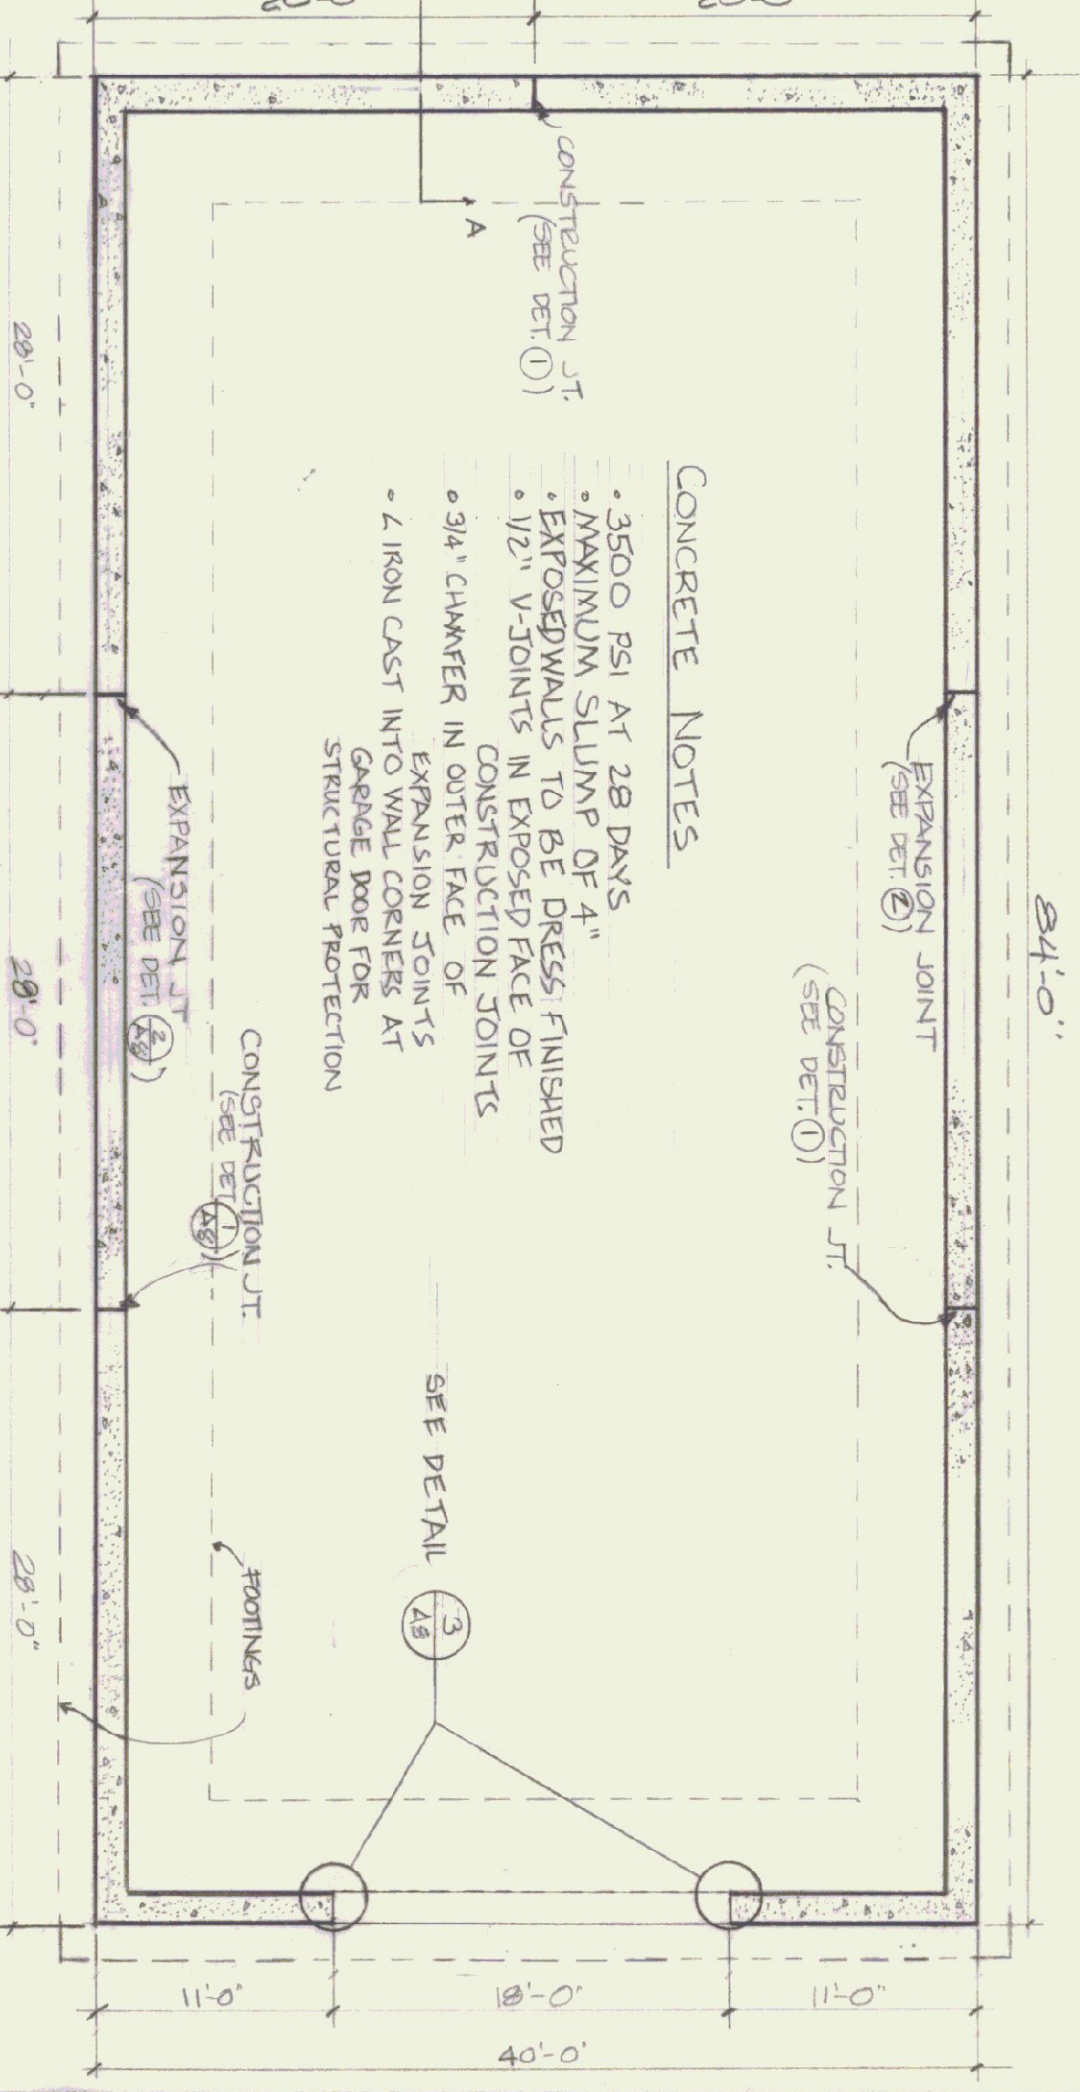 84'-0"
EXPANSION JOINT
(SEE DET. 2)
CONSTRUCTION JT.
(SEE DET. 1)
CONCRETE NOTES
• 3500 PSI AT 28 DAYS
• MAXIMUM SLUMP OF 4"
• EXPOSED WALLS TO BE DRESS FINISHED
• 1/2" V-JOINTS IN EXPOSED FACE OF
CONSTRUCTION JOINTS
• 3/4" CHAMFER IN OUTER FACE OF
EXPANSION JOINTS
• L IRON CAST INTO WALL CORNERS AT
GARAGE DOOR FOR
STRUCTURAL PROTECTION
CONSTRUCTION JT.
(SEE DET. 1)
A
SEE DETAIL 3
A8
CONSTRUCTION JT.
(SEE DET. 1
A8)
EXPANSION JT
(SEE DET. 2
A8)
FOOTINGS
28'-0"
28'-0"
28'-0"
11'-0"
18'-0"
11'-0"
40'-0"